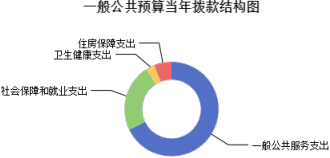 一般公共预算当年拨款结构图
住房保障支出
卫生健康支出
社会保障和就业支出
一般公共服务支出